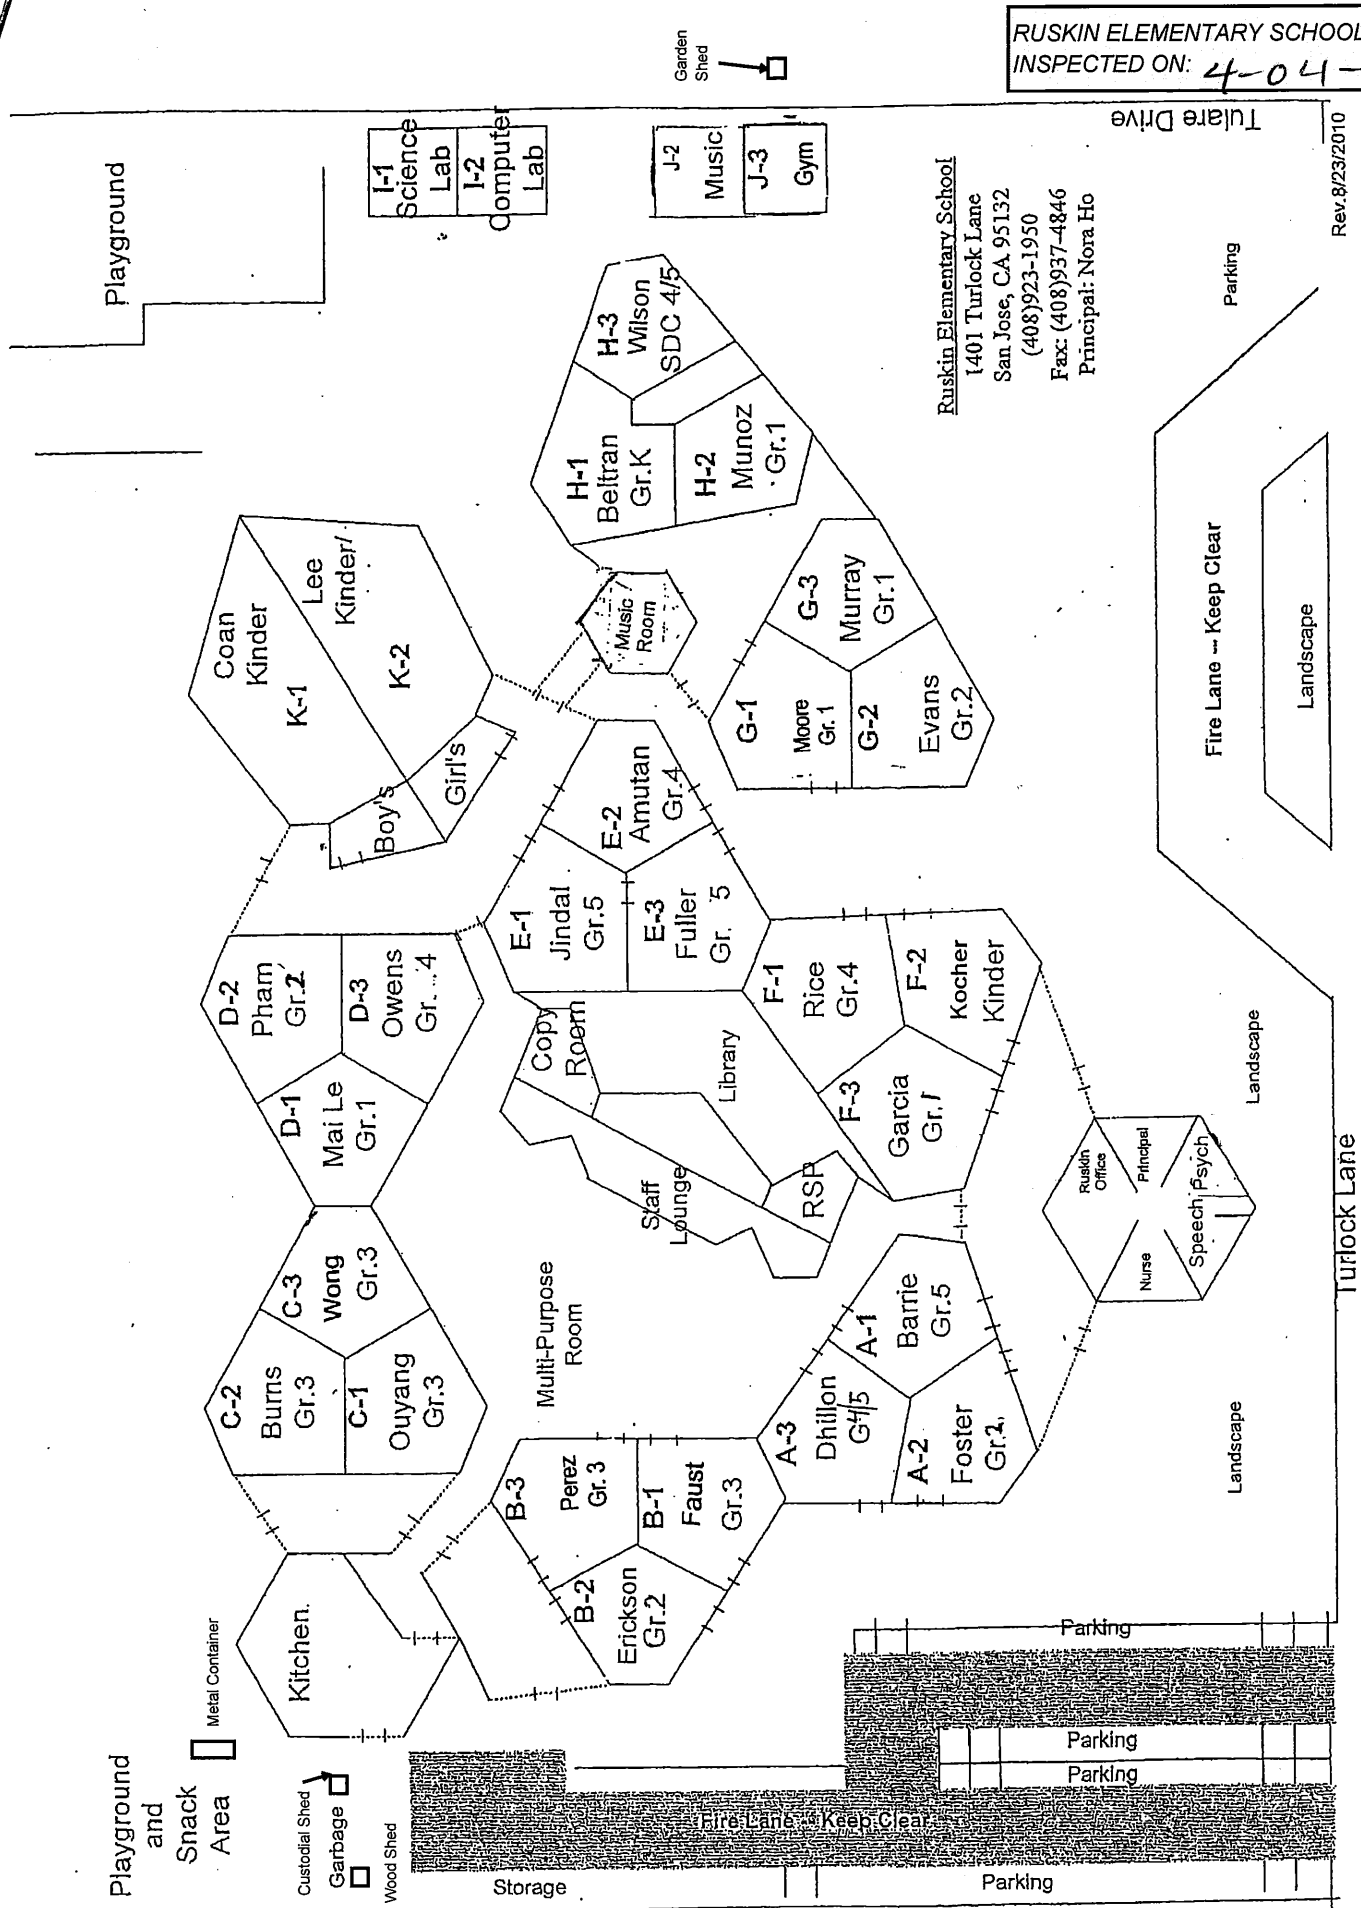 RUSKIN ELEMENTARY SCHOOL
INSPECTED ON: 4-04-
Garden
Shed
Tulare Drive
Playground
I-1
Science
Lab
I-2
Computer
Lab
J-2
Music
J-3
Gym
Ruskin Elementary School
1401 Turlock Lane
San Jose, CA 95132
(408)923-1950
Fax: (408)937-4846
Principal: Nora Ho
Rev.8/23/2010
Parking
H-3
Wilson
SDC 4/5
H-1
Beltran
Gr.K
H-2
Munoz
Gr.1
Coan
Kinder
K-1
Lee
Kinder/
K-2
Boy's
Girl's
Music
Room
G-3
Murray
Gr.1
G-1
Moore
Gr.1
G-2
Evans
Gr.2
Fire Lane -- Keep Clear
Landscape
D-2
Pham
Gr.2
D-3
Owens
Gr. 4
D-1
Mai Le
Gr.1
E-1
Jindal
Gr.5
E-2
Amutan
Gr.4
E-3
Fuller
Gr. 5
F-1
Rice
Gr.4
F-2
Kocher
Kinder
F-3
Garcia
Gr.1
Copy
Room
Library
Staff
Lounge
RSP
Ruskin
Office
Principal
Psych
Speech
Nurse
Landscape
Turlock Lane
C-3
Wong
Gr.3
C-2
Burns
Gr.3
C-1
Ouyang
Gr.3
Multi-Purpose
Room
A-1
Barrie
Gr.5
A-3
Dhillon
G4/5
A-2
Foster
Gr.2
Landscape
B-3
Perez
Gr. 3
B-1
Faust
Gr.3
B-2
Erickson
Gr.2
Kitchen.
Metal Container
Playground
and
Snack
Area
Custodial Shed
Garbage
Wood Shed
Parking
Parking
Parking
Fire Lane -- Keep Clear
Storage
Parking